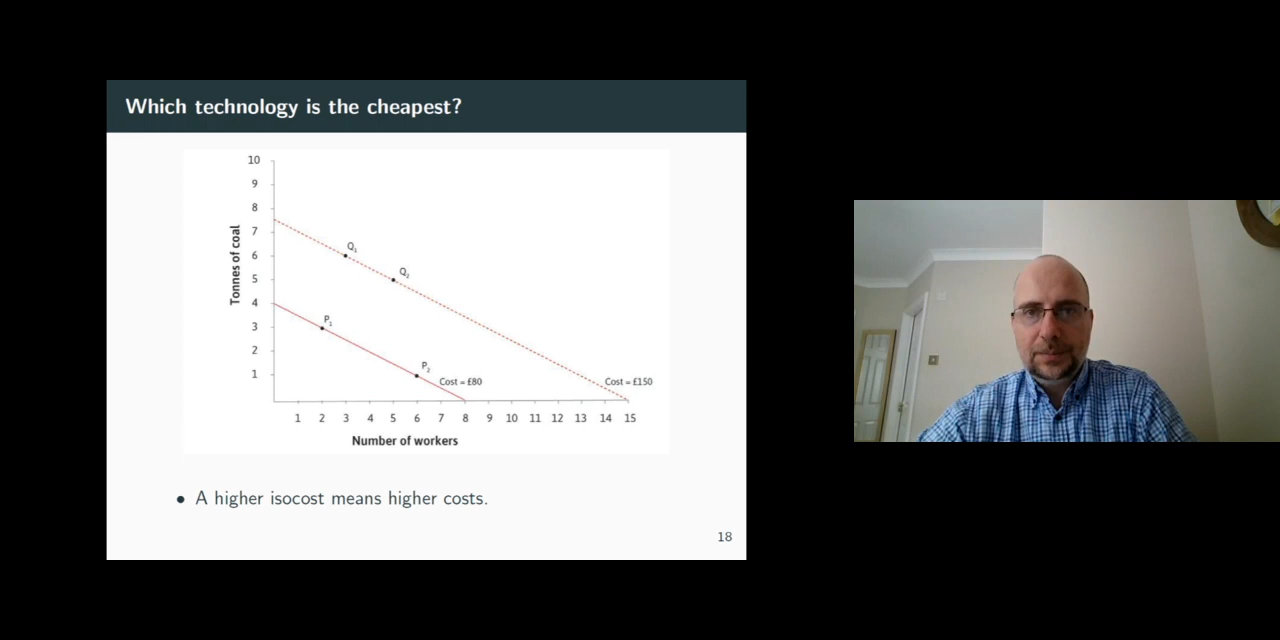 Which technology is the cheapest?
10
9
8
7
6
5
4
3
2
1
Tonnes of coal
Q1
Q2
P1
P2
Cost = £80
Cost = £150
1 2 3 4 5 6 7 8 9 10 11 12 13 14 15
Number of workers
• A higher isocost means higher costs.
18